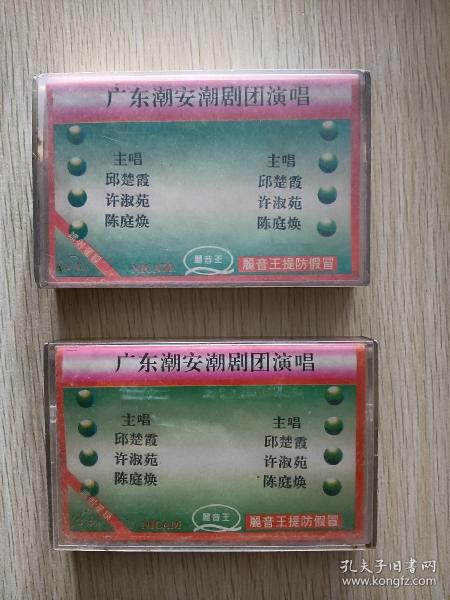 广东潮安潮剧团演唱
主唱
邱楚霞
许淑苑
陈庭焕
主唱
邱楚霞
许淑苑
陈庭焕
NICAM
麗音王
麗音王提防假冒
广东潮安潮剧团演唱
主唱
邱楚霞
许淑苑
陈庭焕
主唱
邱楚霞
许淑苑
陈庭焕
NICAM
麗音王
麗音王提防假冒
孔夫子旧书网
www.kongfz.com